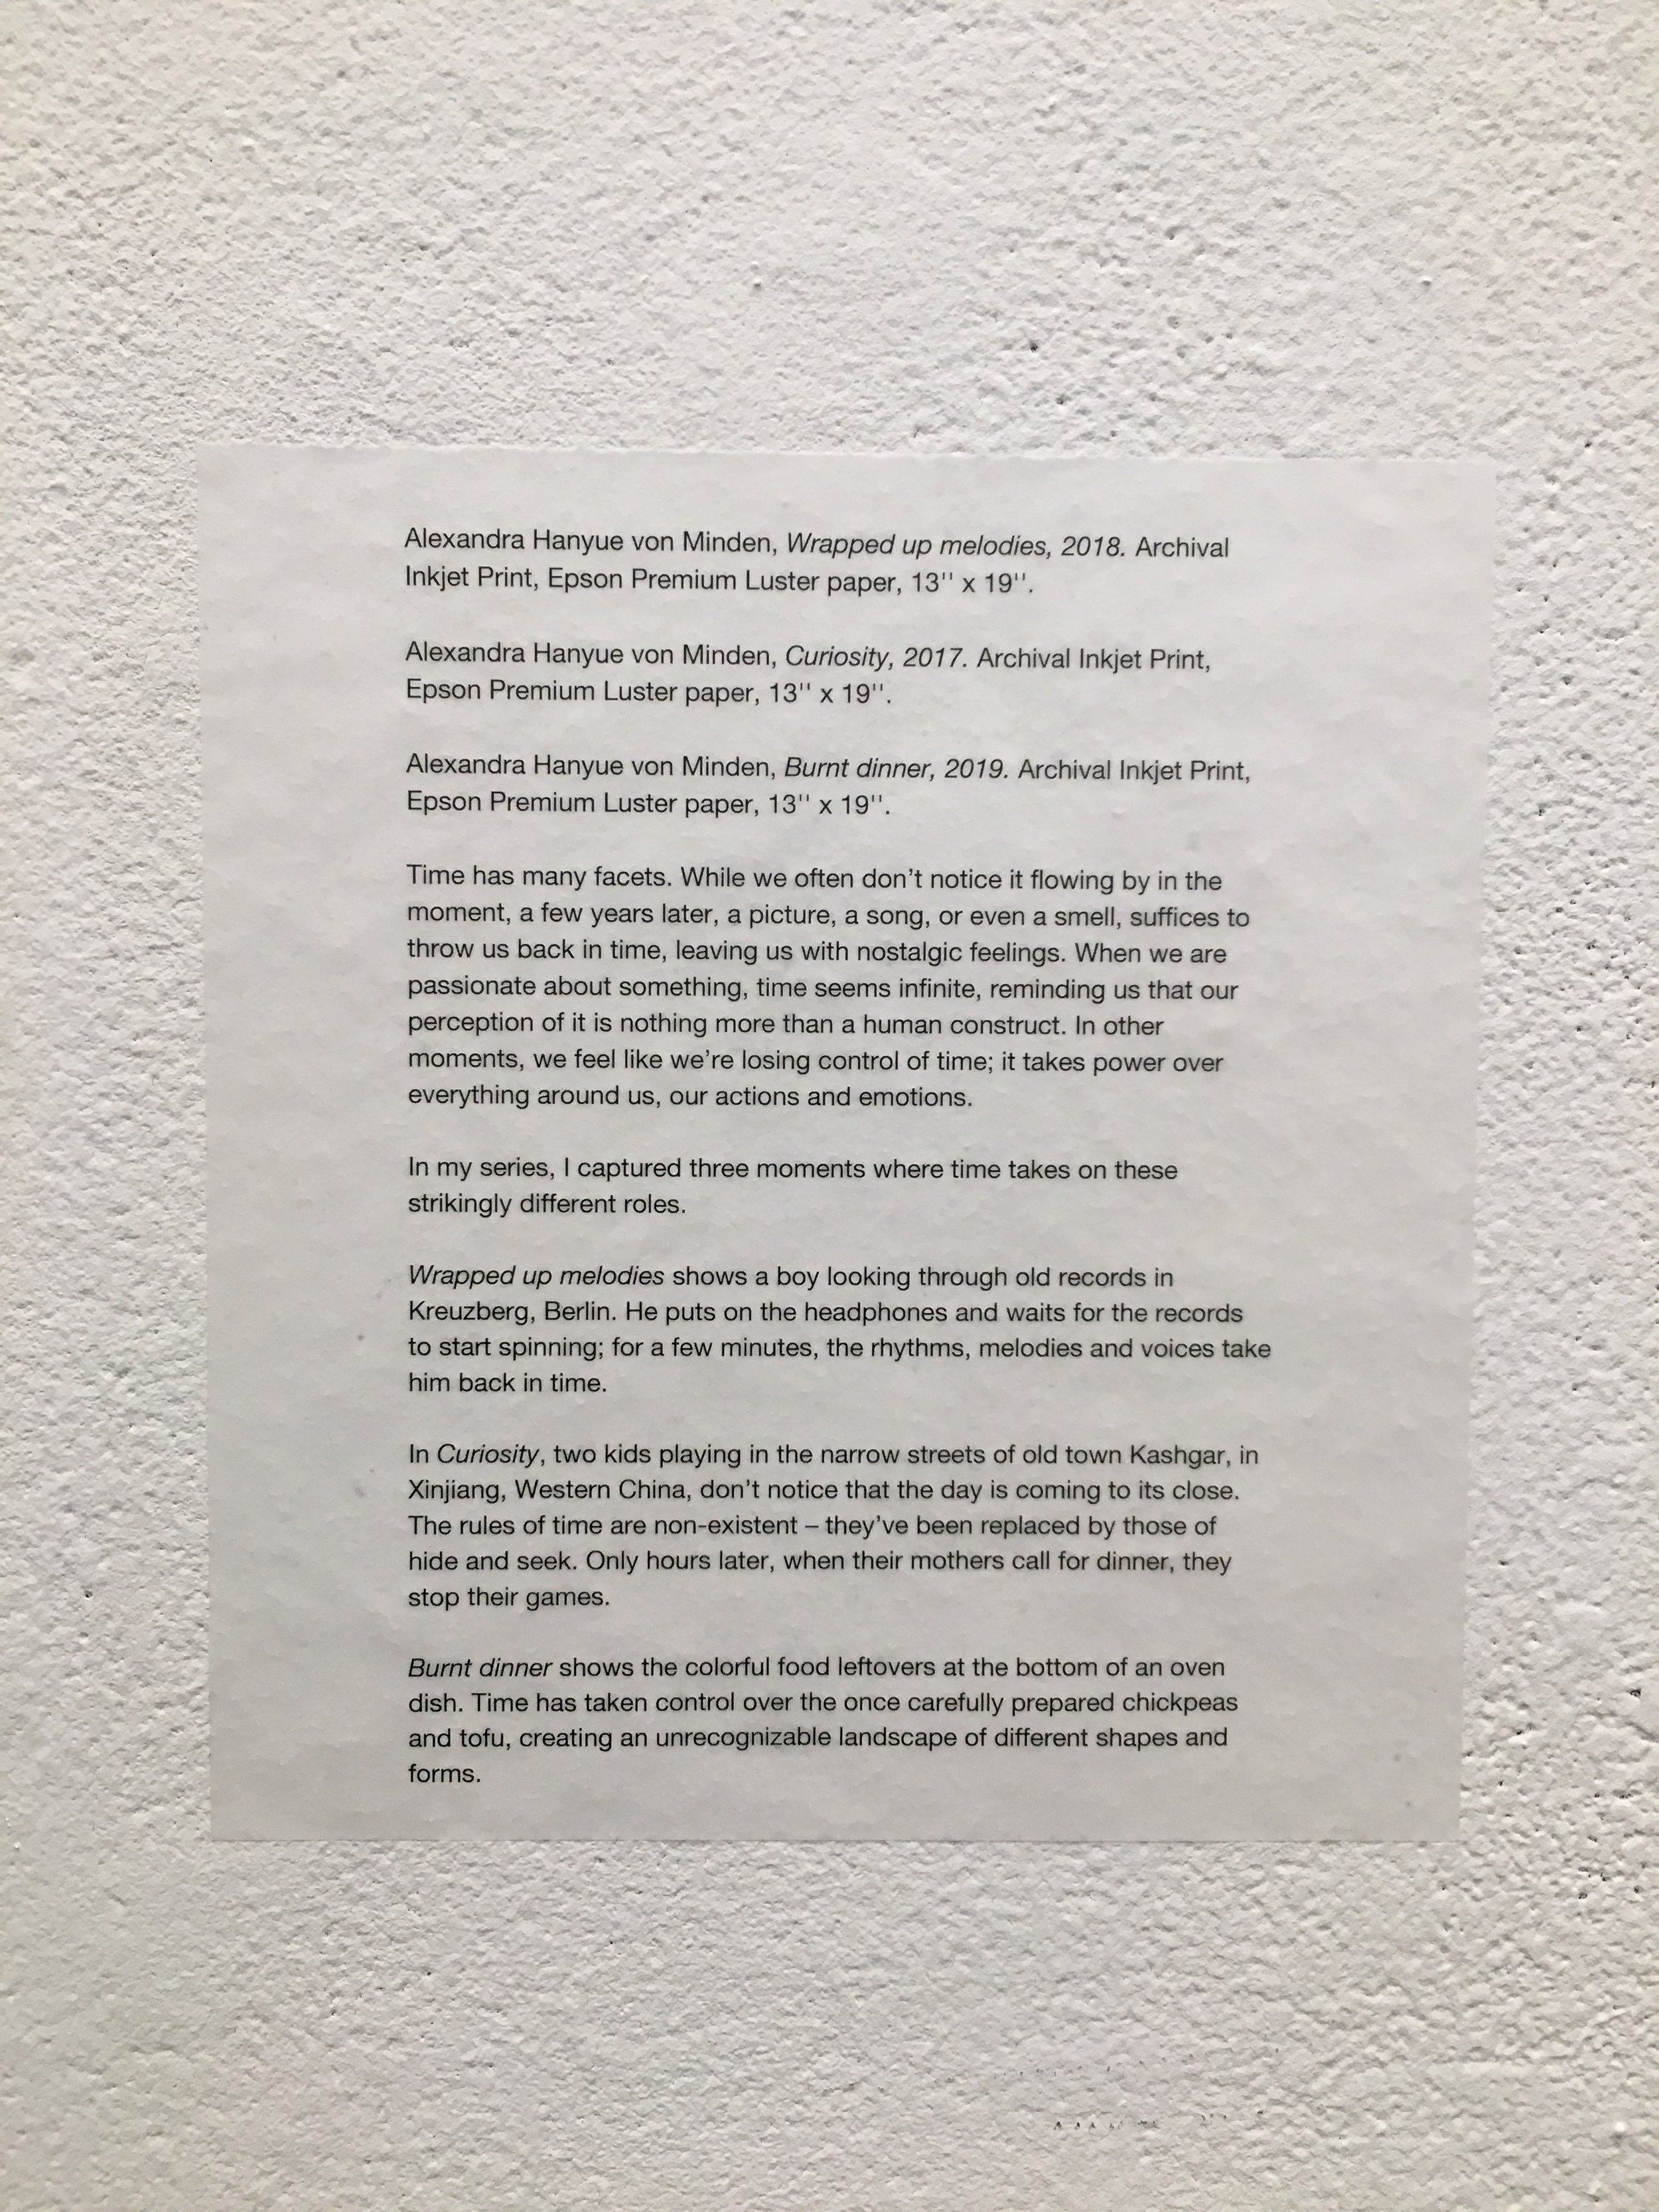 Alexandra Hanyue von Minden, Wrapped up melodies, 2018. Archival
Inkjet Print, Epson Premium Luster paper, 13'' x 19''.
Alexandra Hanyue von Minden, Curiosity, 2017. Archival Inkjet Print,
Epson Premium Luster paper, 13'' x 19''.
Alexandra Hanyue von Minden, Burnt dinner, 2019. Archival Inkjet Print,
Epson Premium Luster paper, 13'' x 19''.
Time has many facets. While we often don’t notice it flowing by in the
moment, a few years later, a picture, a song, or even a smell, suffices to
throw us back in time, leaving us with nostalgic feelings. When we are
passionate about something, time seems infinite, reminding us that our
perception of it is nothing more than a human construct. In other
moments, we feel like we’re losing control of time; it takes power over
everything around us, our actions and emotions.
In my series, I captured three moments where time takes on these
strikingly different roles.
Wrapped up melodies shows a boy looking through old records in
Kreuzberg, Berlin. He puts on the headphones and waits for the records
to start spinning; for a few minutes, the rhythms, melodies and voices take
him back in time.
In Curiosity, two kids playing in the narrow streets of old town Kashgar, in
Xinjiang, Western China, don’t notice that the day is coming to its close.
The rules of time are non-existent – they’ve been replaced by those of
hide and seek. Only hours later, when their mothers call for dinner, they
stop their games.
Burnt dinner shows the colorful food leftovers at the bottom of an oven
dish. Time has taken control over the once carefully prepared chickpeas
and tofu, creating an unrecognizable landscape of different shapes and
forms.